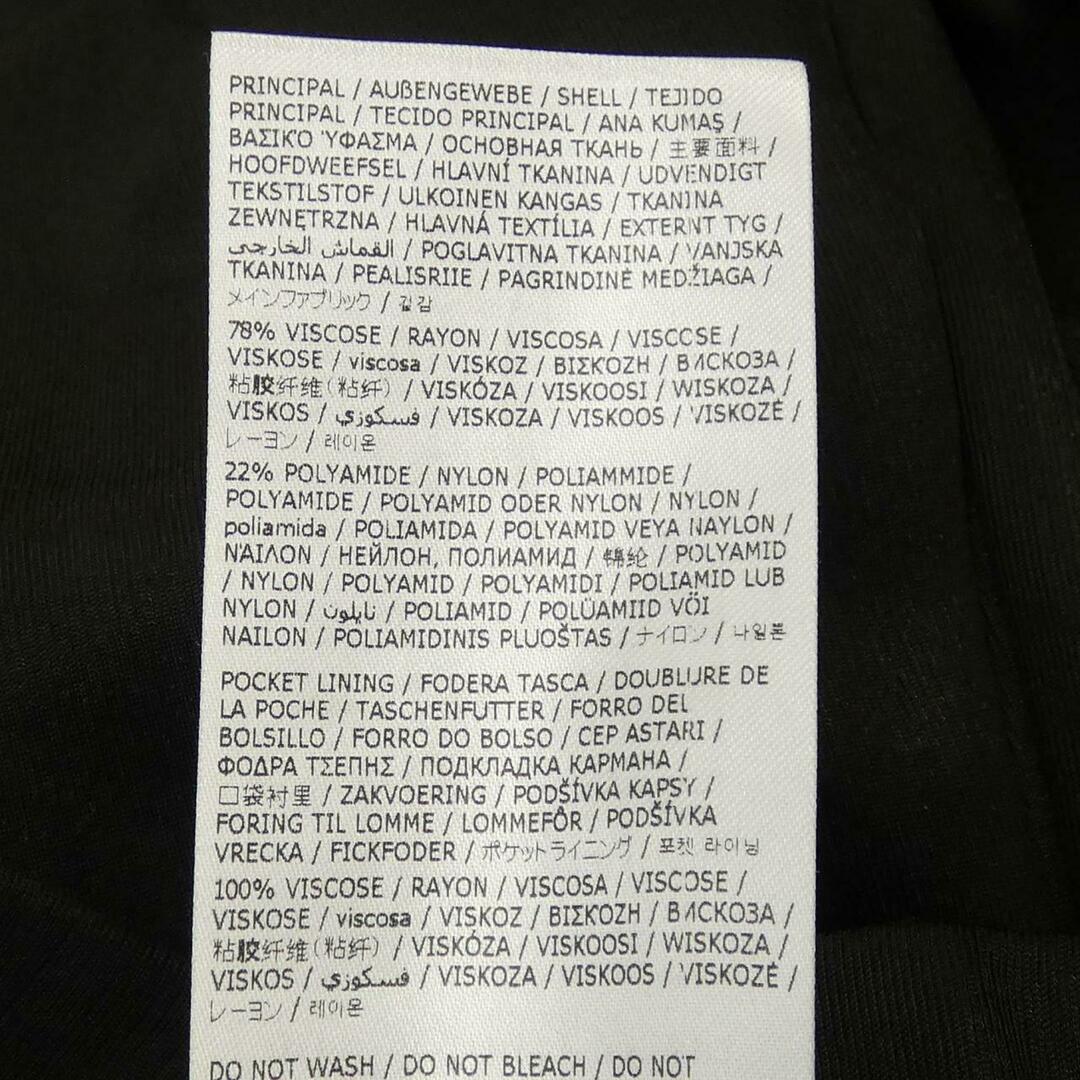 PRINCIPAL / AUßENGEWEBE / SHELL / TEJIDO
PRINCIPAL / TECIDO PRINCIPAL / ANA KUMAŞ /
ΒΑΣΙΚΌ ΎΦΑΣΜΑ / ОСНОВНАЯ ТКАНЬ / 主要面料 /
HOOFDWEEFSEL / HLAVNÍ TKANINA / UDVENDIGT
TEKSTILSTOF / ULKOINEN KANGAS / TKANINA
ZEWNĘTRZNA / HLAVNÁ TEXTÍLIA / EXTERNT TYG /
القماش الخارجي / POGLAVITNA TKANINA / VANJSKA
TKANINA / PEALISRIIE / PAGRINDINĖ MEDŽIAGA /
メインファブリック / 겉감
78% VISCOSE / RAYON / VISCOSA / VISCOSE /
VISKOSE / viscosa / VISKOZ / ΒΙΣΚΟΖΗ / ВИСКОЗА /
粘胶纤维(粘纤) / VISKÓZA / VISKOOSI / WISKOZA /
VISKOS / فسكوزي / VISKOZA / VISKOOS / VISKOZĖ /
レーヨン / 레이온
22% POLYAMIDE / NYLON / POLIAMMIDE /
POLYAMIDE / POLYAMID ODER NYLON / NYLON /
poliamida / POLIAMIDA / POLYAMID VEYA NAYLON /
ΝΑΪΛΟΝ / НЕЙЛОН, ПОЛИАМИД / 锦纶 / POLYAMID
/ NYLON / POLYAMID / POLYAMIDI / POLIAMID LUB
NYLON / نايلون / POLIAMID / POLÜAMIID VÕI
NAILON / POLIAMIDINIS PLUOŠTAS / ナイロン / 나일론
POCKET LINING / FODERA TASCA / DOUBLURE DE
LA POCHE / TASCHENFUTTER / FORRO DEL
BOLSILLO / FORRO DO BOLSO / CEP ASTARI /
ΦΟΔΡΑ ΤΣΕΠΗΣ / ПОДКЛАДКА КАРМАНА /
口袋衬里 / ZAKVOERING / PODŠÍVKA KAPSY /
FORING TIL LOMME / LOMMEFÔR / PODŠÍVKA
VRECKA / FICKFODER / ポケットライニング / 포켓 라이닝
100% VISCOSE / RAYON / VISCOSA / VISCOSE /
VISKOSE / viscosa / VISKOZ / ΒΙΣΚΟΖΗ / ВИСКОЗА /
粘胶纤维(粘纤) / VISKÓZA / VISKOOSI / WISKOZA /
VISKOS / فسكوزي / VISKOZA / VISKOOS / VISKOZĖ /
レーヨン / 레이온
DO NOT WASH / DO NOT BLEACH / DO NOT